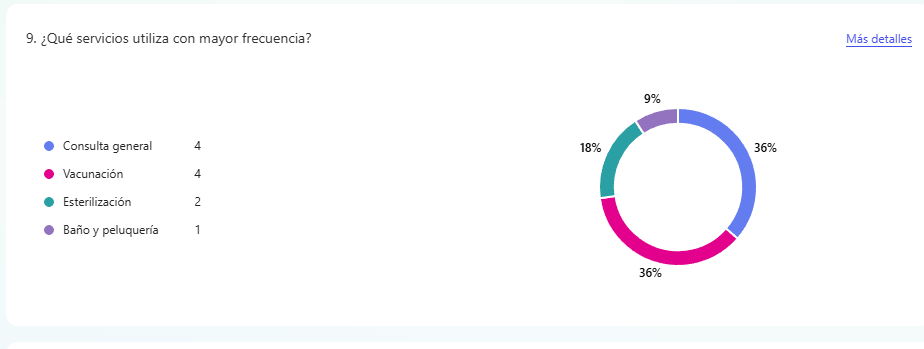 9. ¿Qué servicios utiliza con mayor frecuencia?
Más detalles
Consulta general 4
Vacunación 4
Esterilización 2
Baño y peluquería 1
9%
18%
36%
36%